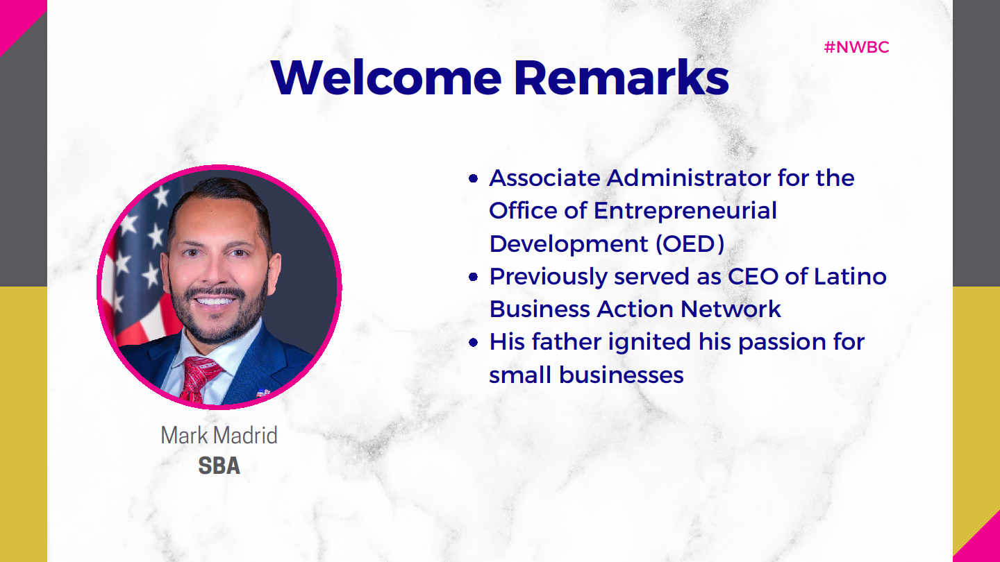 #NWBC
Welcome Remarks
Associate Administrator for the
Office of Entrepreneurial
Development (OED)
Previously served as CEO of Latino
Business Action Network
His father ignited his passion for
small businesses
Mark Madrid
SBA